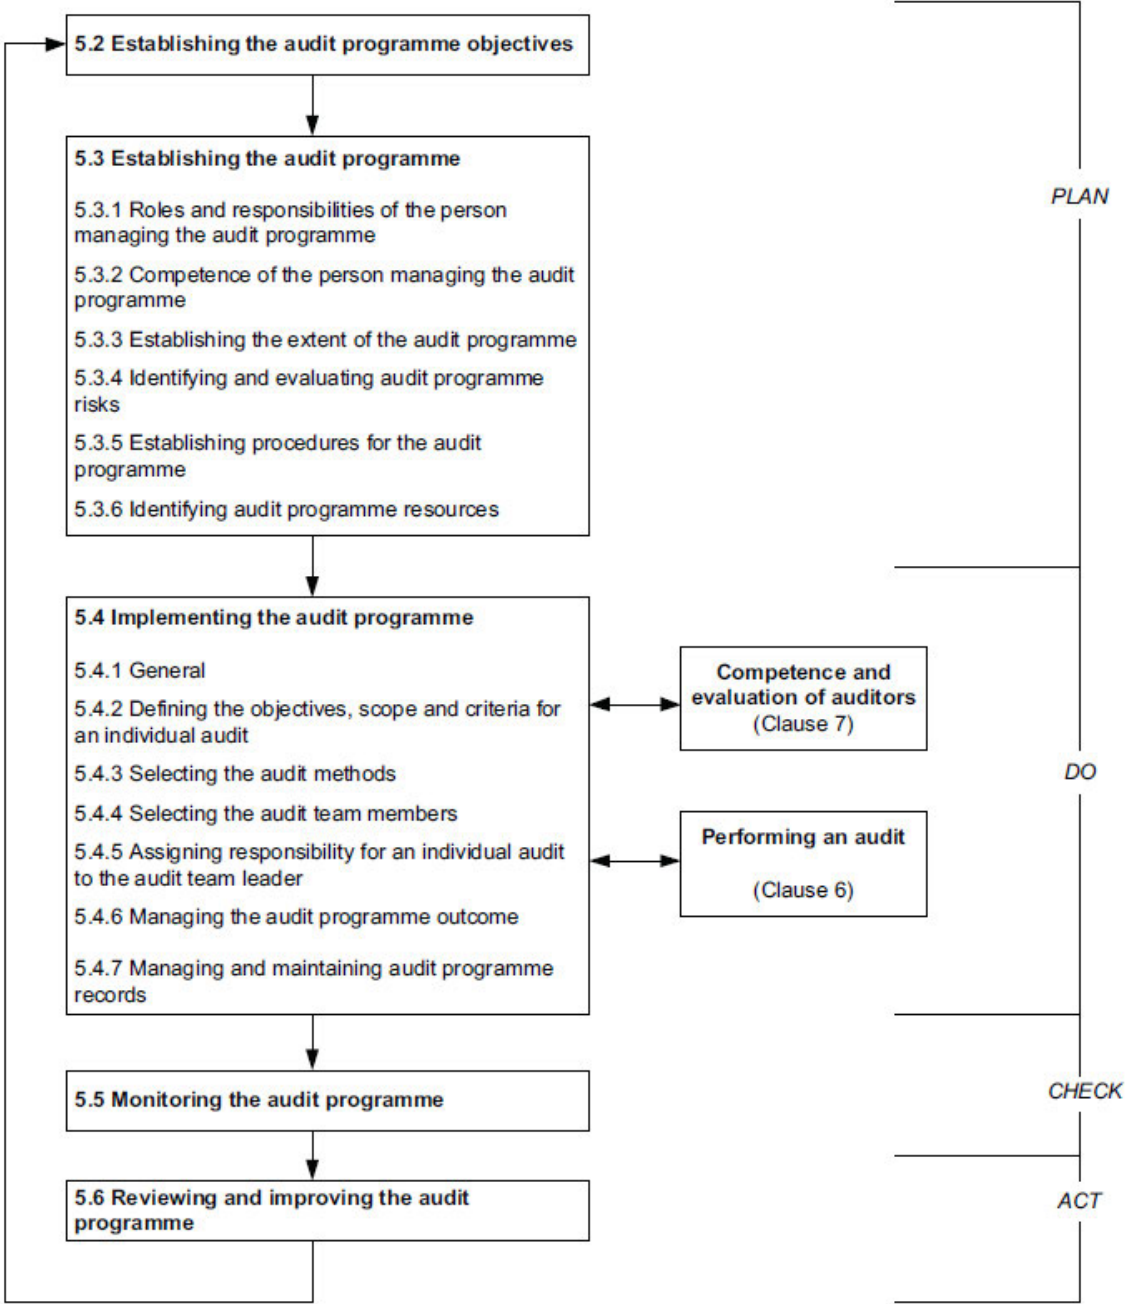 5.2 Establishing the audit programme objectives
5.3 Establishing the audit programme
5.3.1 Roles and responsibilities of the person
managing the audit programme
5.3.2 Competence of the person managing the audit
programme
5.3.3 Establishing the extent of the audit programme
5.3.4 Identifying and evaluating audit programme
risks
5.3.5 Establishing procedures for the audit
programme
5.3.6 Identifying audit programme resources
PLAN
5.4 Implementing the audit programme
5.4.1 General
5.4.2 Defining the objectives, scope and criteria for
an individual audit
5.4.3 Selecting the audit methods
5.4.4 Selecting the audit team members
5.4.5 Assigning responsibility for an individual audit
to the audit team leader
5.4.6 Managing the audit programme outcome
5.4.7 Managing and maintaining audit programme
records
Competence and
evaluation of auditors
(Clause 7)
Performing an audit
(Clause 6)
DO
5.5 Monitoring the audit programme
CHECK
5.6 Reviewing and improving the audit
programme
ACT